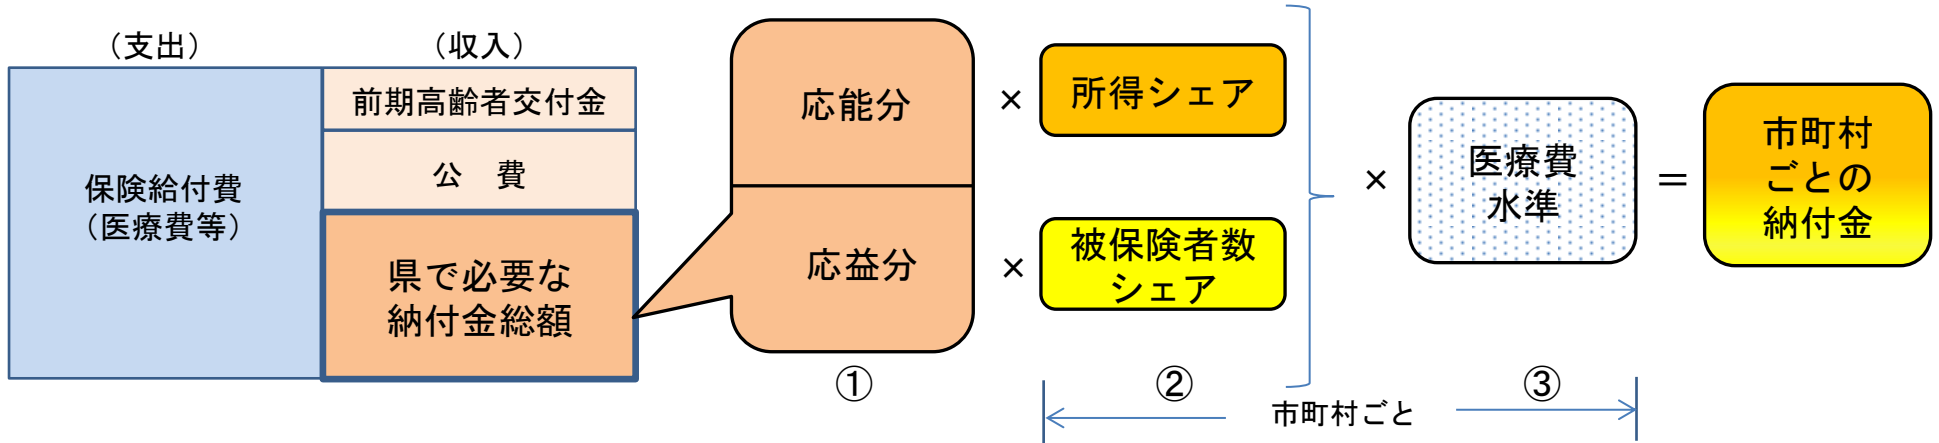 （支出）
（収入）
保険給付費
（医療費等）
前期高齢者交付金
公　費
県で必要な
納付金総額
応能分
応益分
①
×
所得シェア
×
被保険者数
シェア
②
×
医療費
水準
③
市町村ごと
＝
市町村
ごとの
納付金